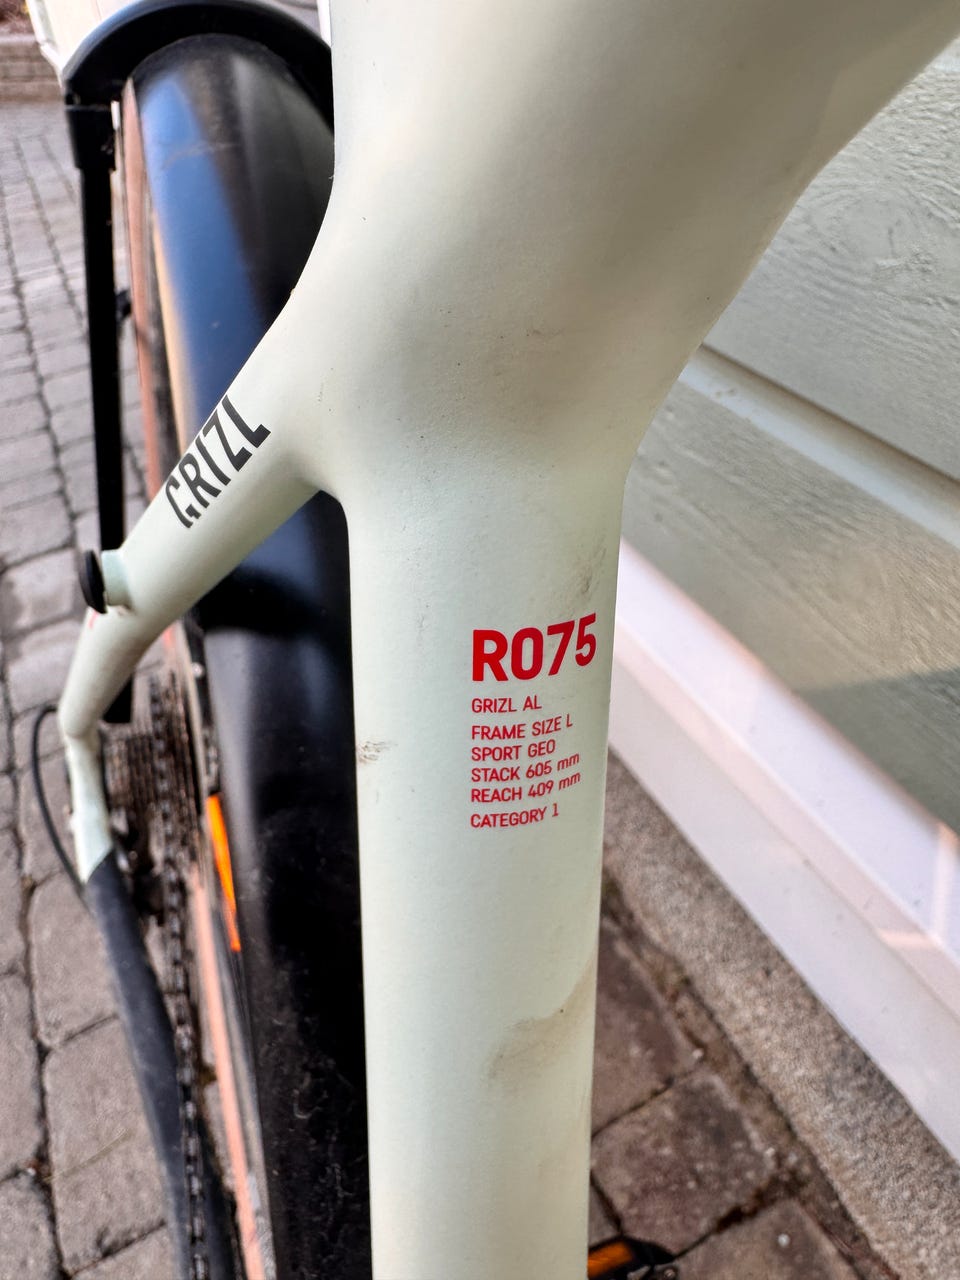 GRIZL
R075
GRIZL AL
FRAME SIZE L
SPORT GEO
STACK 605 mm
REACH 409 mm
CATEGORY 1